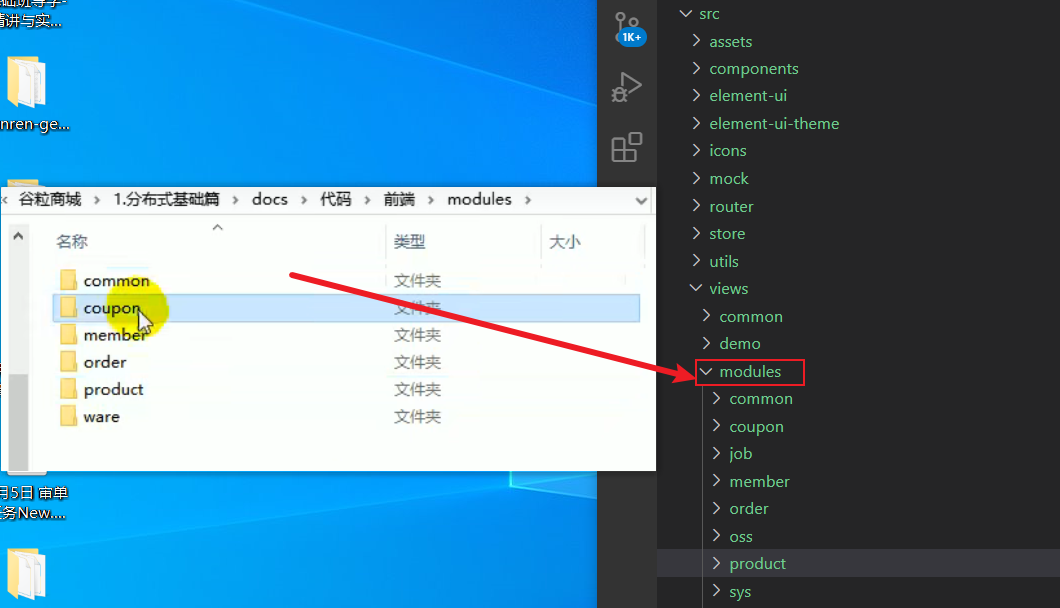 清讲与实...
nren-ge...
谷粒商城 > 1.分布式基础篇 > docs > 代码 > 前端 > modules >
名称 类型 大小
common 文件夹
coupon 文件夹
member 文件夹
order 文件夹
product 文件夹
ware 文件夹
月5日 审单
务New....
1K+
src
assets
components
element-ui
element-ui-theme
icons
mock
router
store
utils
views
common
demo
modules
common
coupon
job
member
order
oss
product
sys